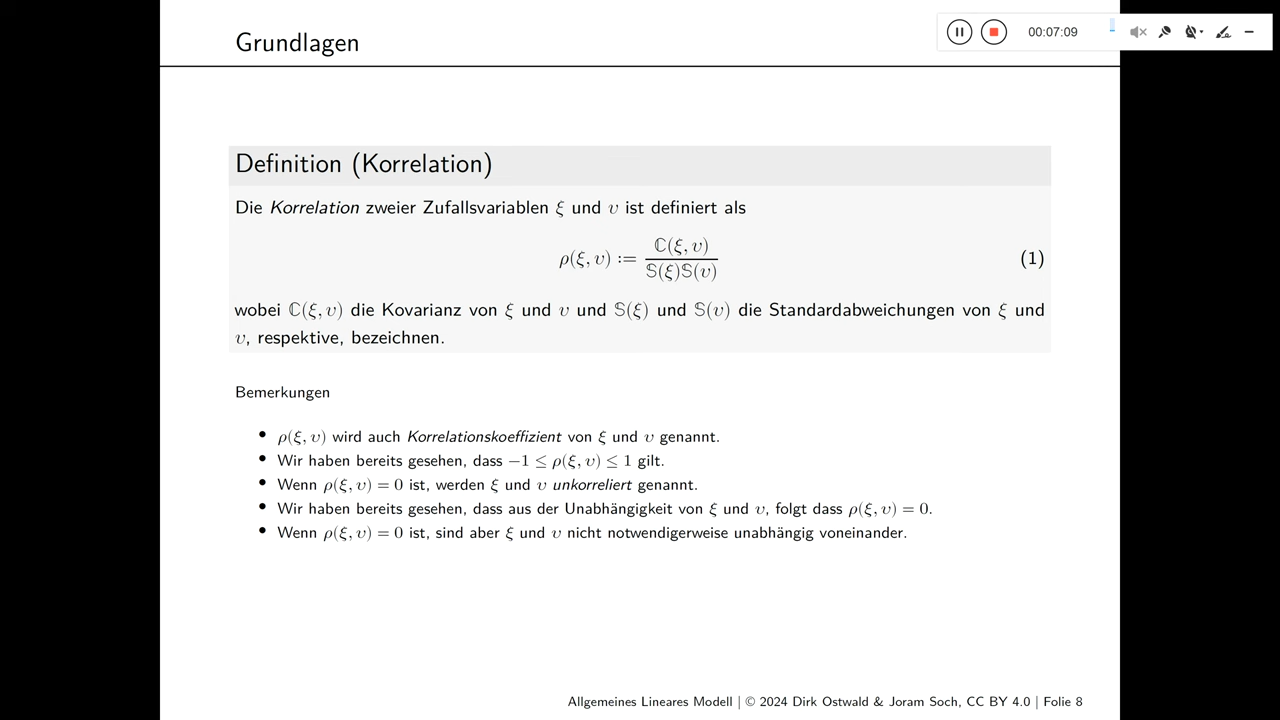 Grundlagen
00:07:09
Definition (Korrelation)
Die Korrelation zweier Zufallsvariablen ξ und υ ist definiert als
ρ(ξ, υ) := ℂ(ξ, υ) / 𝕊(ξ)𝕊(υ) (1)
wobei ℂ(ξ, υ) die Kovarianz von ξ und υ und 𝕊(ξ) und 𝕊(υ) die Standardabweichungen von ξ und
υ, respektive, bezeichnen.
Bemerkungen
• ρ(ξ, υ) wird auch Korrelationskoeffizient von ξ und υ genannt.
• Wir haben bereits gesehen, dass −1 ≤ ρ(ξ, υ) ≤ 1 gilt.
• Wenn ρ(ξ, υ) = 0 ist, werden ξ und υ unkorreliert genannt.
• Wir haben bereits gesehen, dass aus der Unabhängigkeit von ξ und υ, folgt dass ρ(ξ, υ) = 0.
• Wenn ρ(ξ, υ) = 0 ist, sind aber ξ und υ nicht notwendigerweise unabhängig voneinander.
Allgemeines Lineares Modell | © 2024 Dirk Ostwald & Joram Soch, CC BY 4.0 | Folie 8